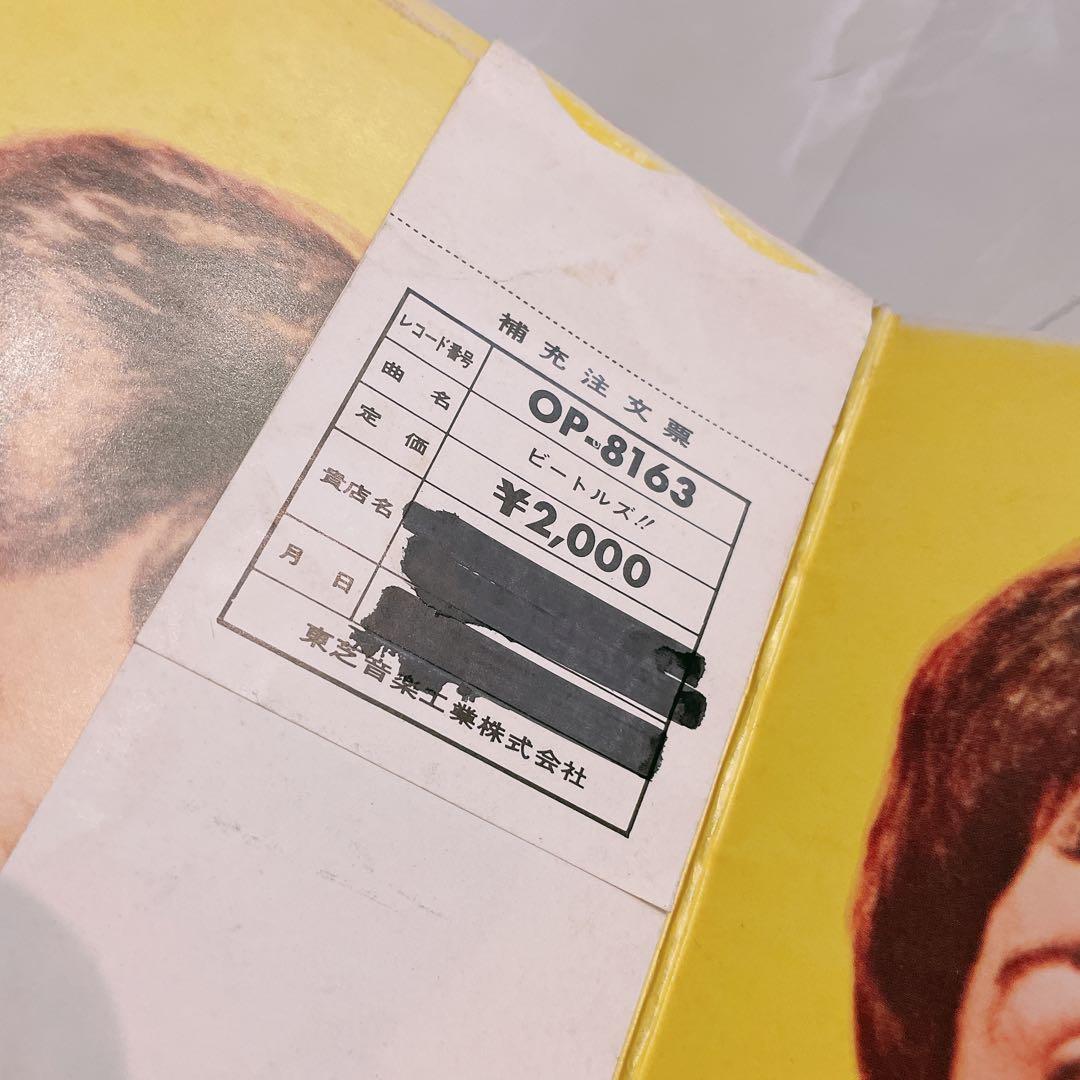 補充注文票
レコード番号 OP-8163
曲名 ビートルズ!!
定価 ¥2,000
貴店名
月日
東芝音楽工業株式会社